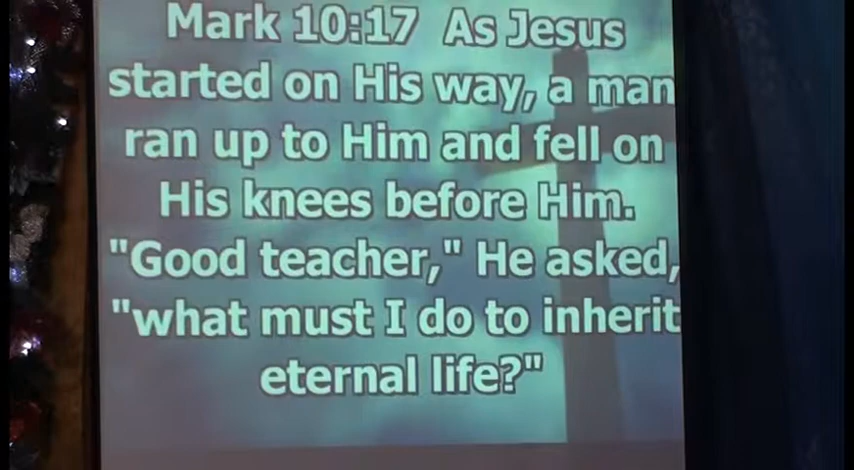 Mark 10:17 As Jesus
started on His way, a man
ran up to Him and fell on
His knees before Him.
"Good teacher," He asked,
"what must I do to inherit
eternal life?"